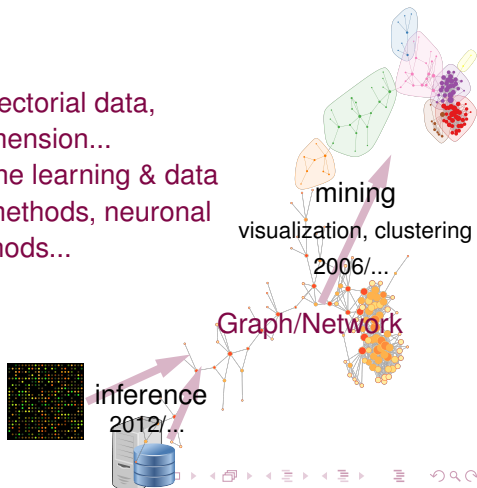 ectorial data,
mension...
ne learning & data
nethods, neuronal
nods...
mining
visualization, clustering
2006/...
Graph/Network
inference
2012/...